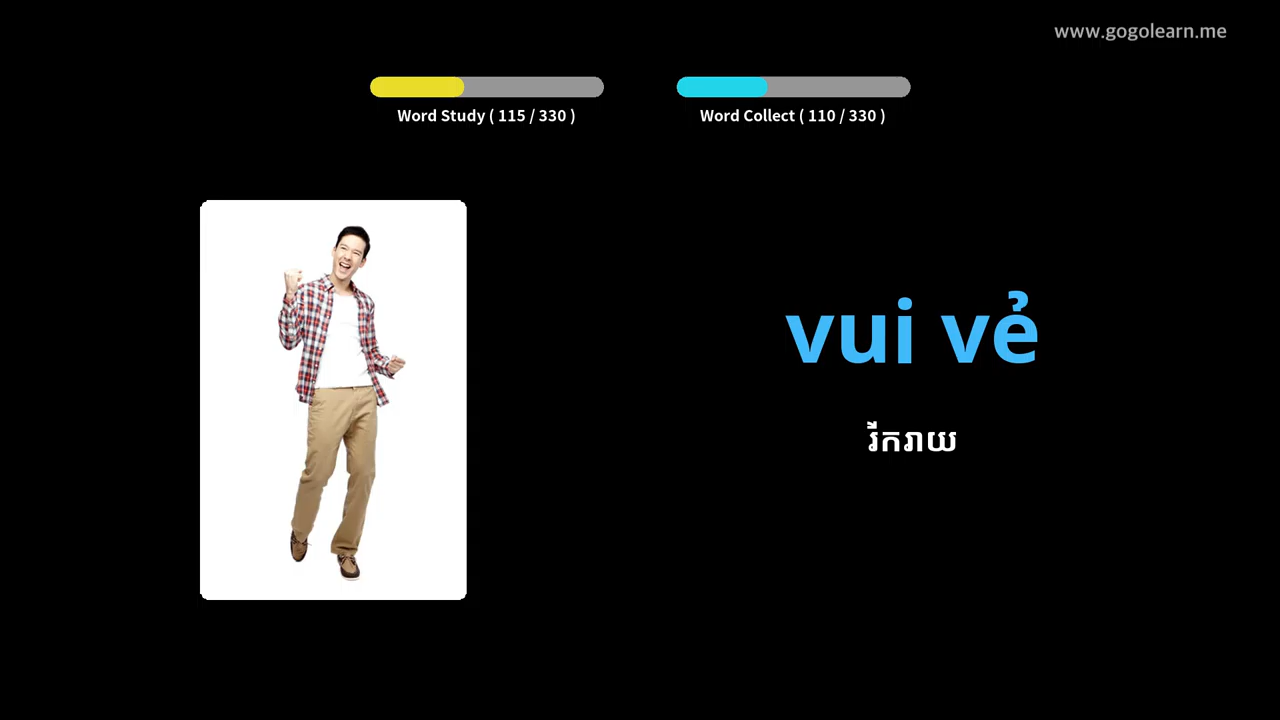 www.gogolearn.me
Word Study ( 115 / 330 )
Word Collect ( 110 / 330 )
vui vẻ
រីករាយ